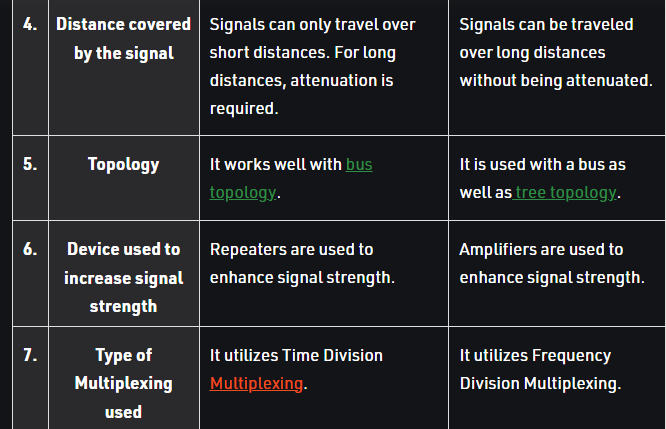 4.
Distance covered
by the signal
Signals can only travel over
short distances. For long
distances, attenuation is
required.
Signals can be traveled
over long distances
without being attenuated.
5.
Topology
It works well with bus
topology.
It is used with a bus as
well as tree topology.
6.
Device used to
increase signal
strength
Repeaters are used to
enhance signal strength.
Amplifiers are used to
enhance signal strength.
7.
Type of
Multiplexing
used
It utilizes Time Division
Multiplexing.
It utilizes Frequency
Division Multiplexing.